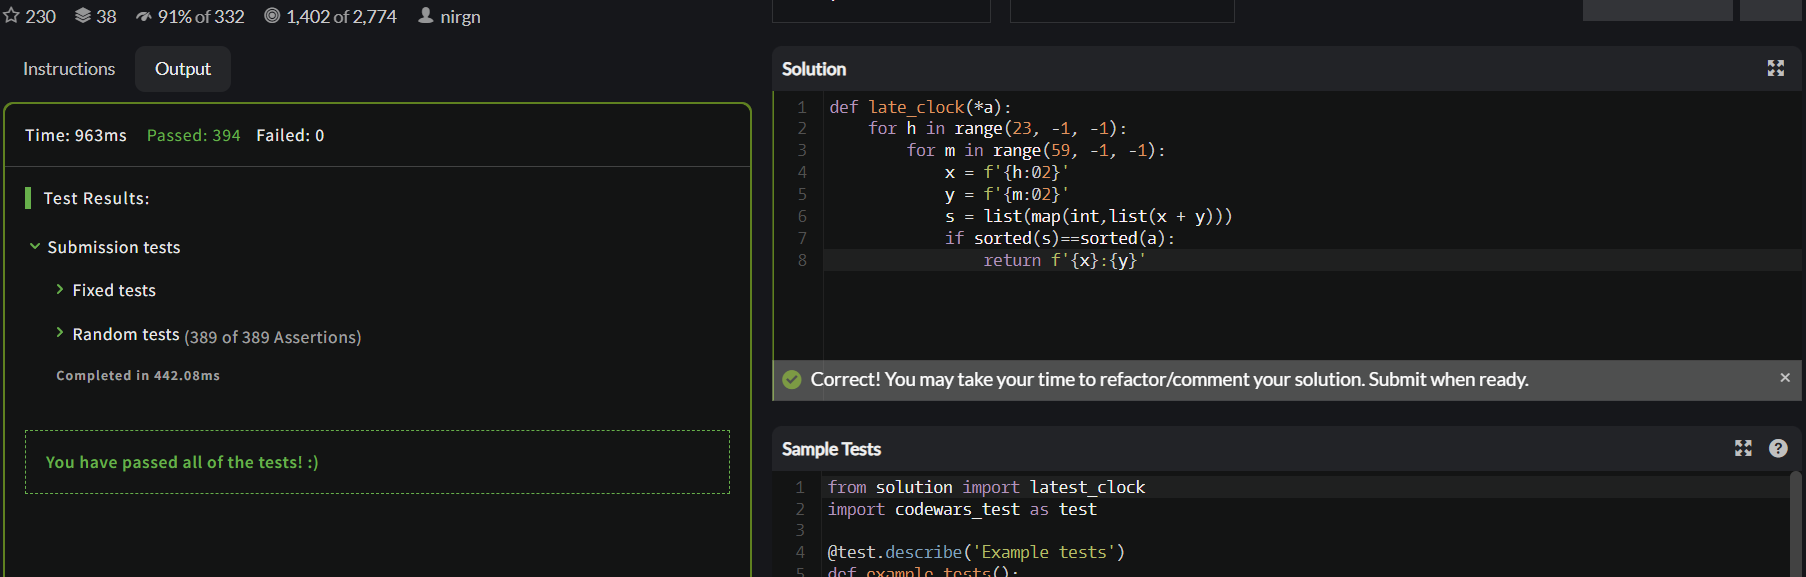 230 38 91% of 332 1,402 of 2,774 nirgn
Instructions Output
Time: 963ms Passed: 394 Failed: 0
Test Results:
Submission tests
Fixed tests
Random tests (389 of 389 Assertions)
Completed in 442.08ms
You have passed all of the tests! :)
Solution
1 def late_clock(*a):
2     for h in range(23, -1, -1):
3         for m in range(59, -1, -1):
4             x = f'{h:02}'
5             y = f'{m:02}'
6             s = list(map(int,list(x + y)))
7             if sorted(s)==sorted(a):
8                 return f'{x}:{y}'
Correct! You may take your time to refactor/comment your solution. Submit when ready.
Sample Tests
1 from solution import latest_clock
2 import codewars_test as test
3
4 @test.describe('Example tests')
5 def example_tests():